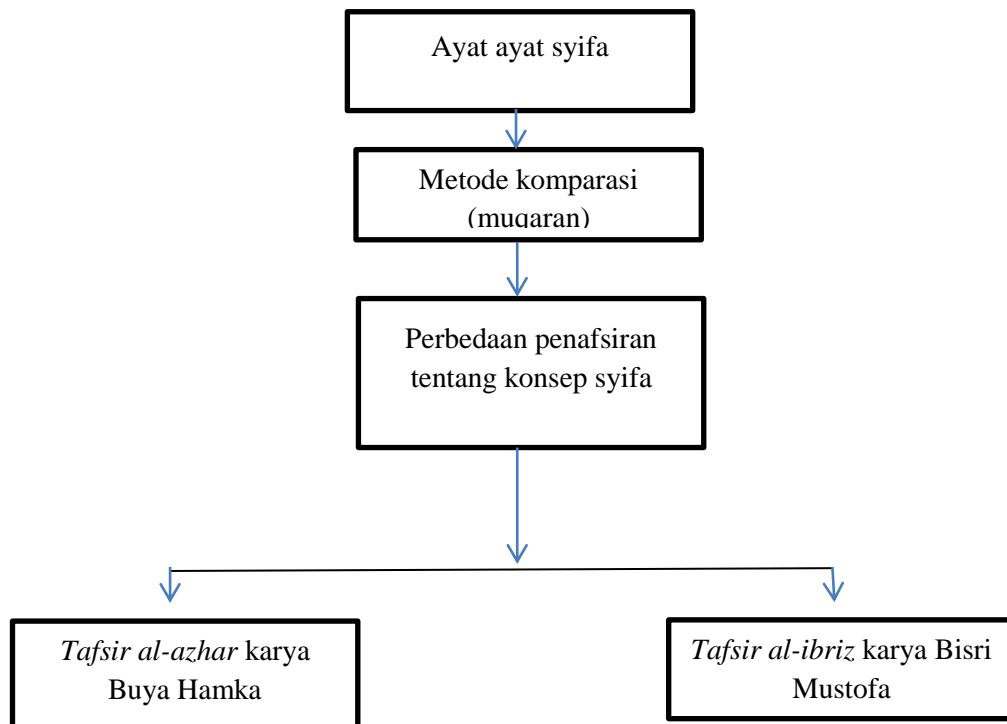 Ayat ayat syifa
Metode komparasi
(muqaran)
Perbedaan penafsiran
tentang konsep syifa
Tafsir al-azhar karya
Buya Hamka
Tafsir al-ibriz karya Bisri
Mustofa